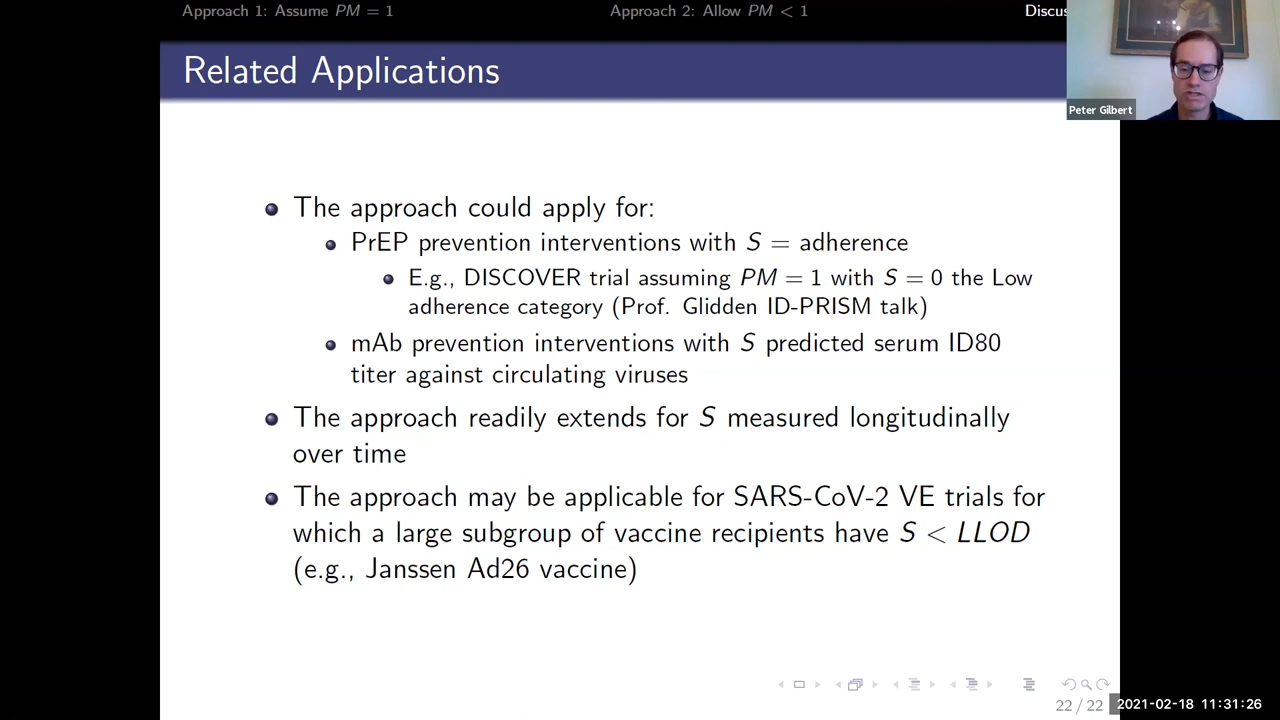 Approach 1: Assume PM = 1
Approach 2: Allow PM < 1
Discus
Related Applications
Peter Gilbert
The approach could apply for:
PrEP prevention interventions with S = adherence
E.g., DISCOVER trial assuming PM = 1 with S = 0 the Low
adherence category (Prof. Glidden ID-PRISM talk)
mAb prevention interventions with S predicted serum ID80
titer against circulating viruses
The approach readily extends for S measured longitudinally
over time
The approach may be applicable for SARS-CoV-2 VE trials for
which a large subgroup of vaccine recipients have S < LLOD
(e.g., Janssen Ad26 vaccine)
22 / 22
2021-02-18 11:31:26